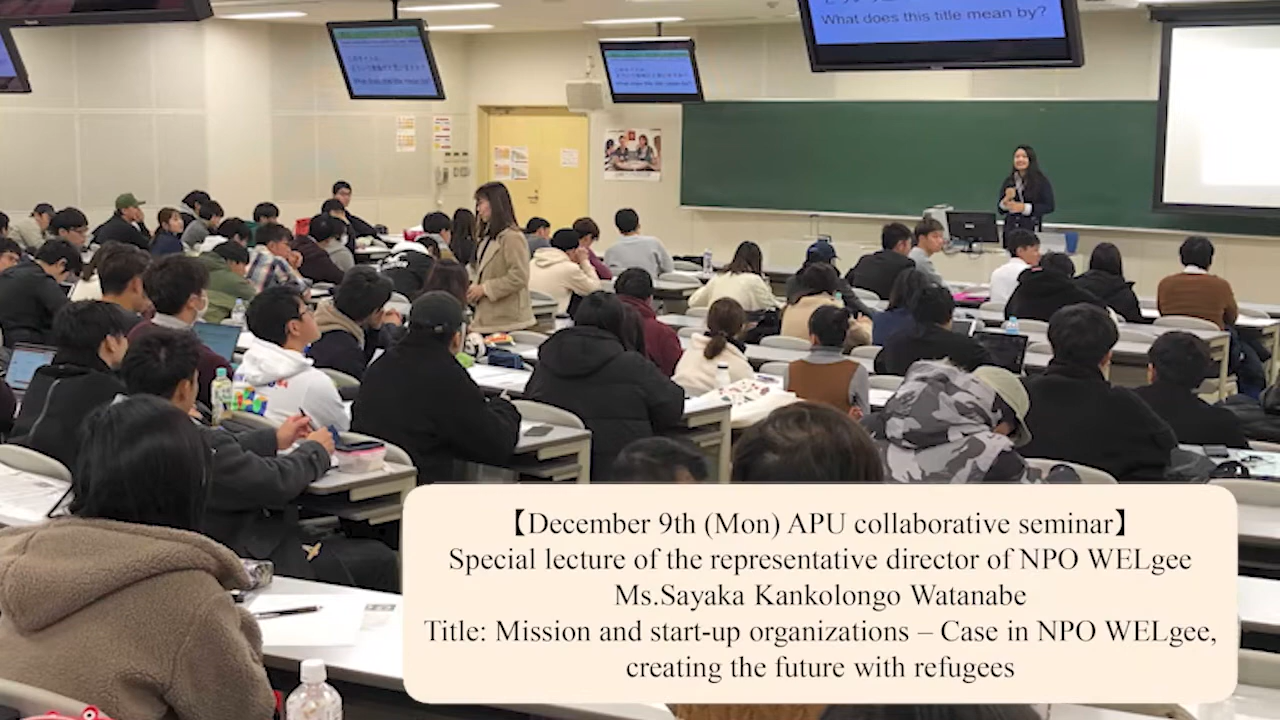 What does this title mean by?
【December 9th (Mon) APU collaborative seminar】
Special lecture of the representative director of NPO WELgee
Ms.Sayaka Kankolongo Watanabe
Title: Mission and start-up organizations – Case in NPO WELgee,
creating the future with refugees